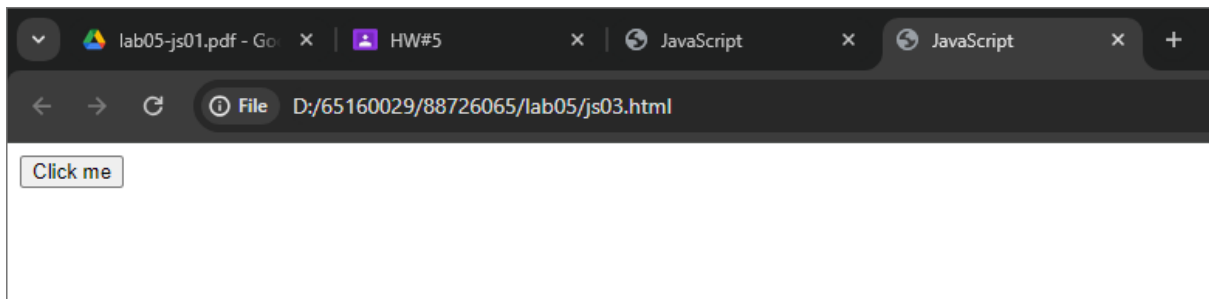 lab05-js01.pdf - Go
HW#5
JavaScript
JavaScript
File D:/65160029/88726065/lab05/js03.html
Click me